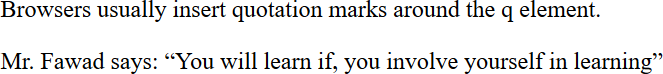 Browsers usually insert quotation marks around the q element.
Mr. Fawad says: “You will learn if, you involve yourself in learning”